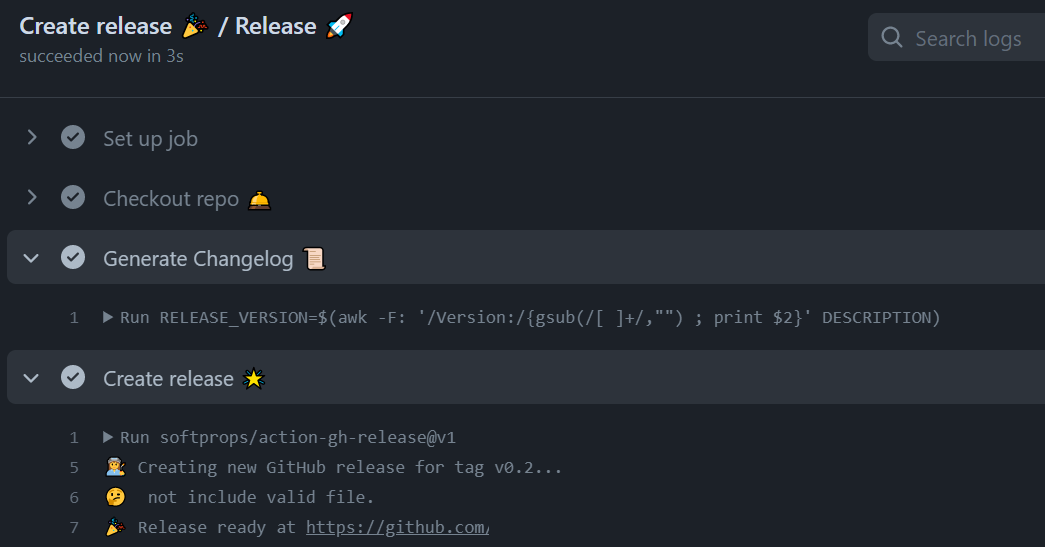 Create release 🎉 / Release 🚀
succeeded now in 3s
Search logs
Set up job
Checkout repo 🛎️
Generate Changelog 📜
1 ▶ Run RELEASE_VERSION=$(awk -F: '/Version:/{gsub(/[ ]+/,"") ; print $2}' DESCRIPTION)
Create release 🌟
1 ▶ Run softprops/action-gh-release@v1
5 👩‍🏭 Creating new GitHub release for tag v0.2...
6 🤔 not include valid file.
7 🎉 Release ready at https://github.com/